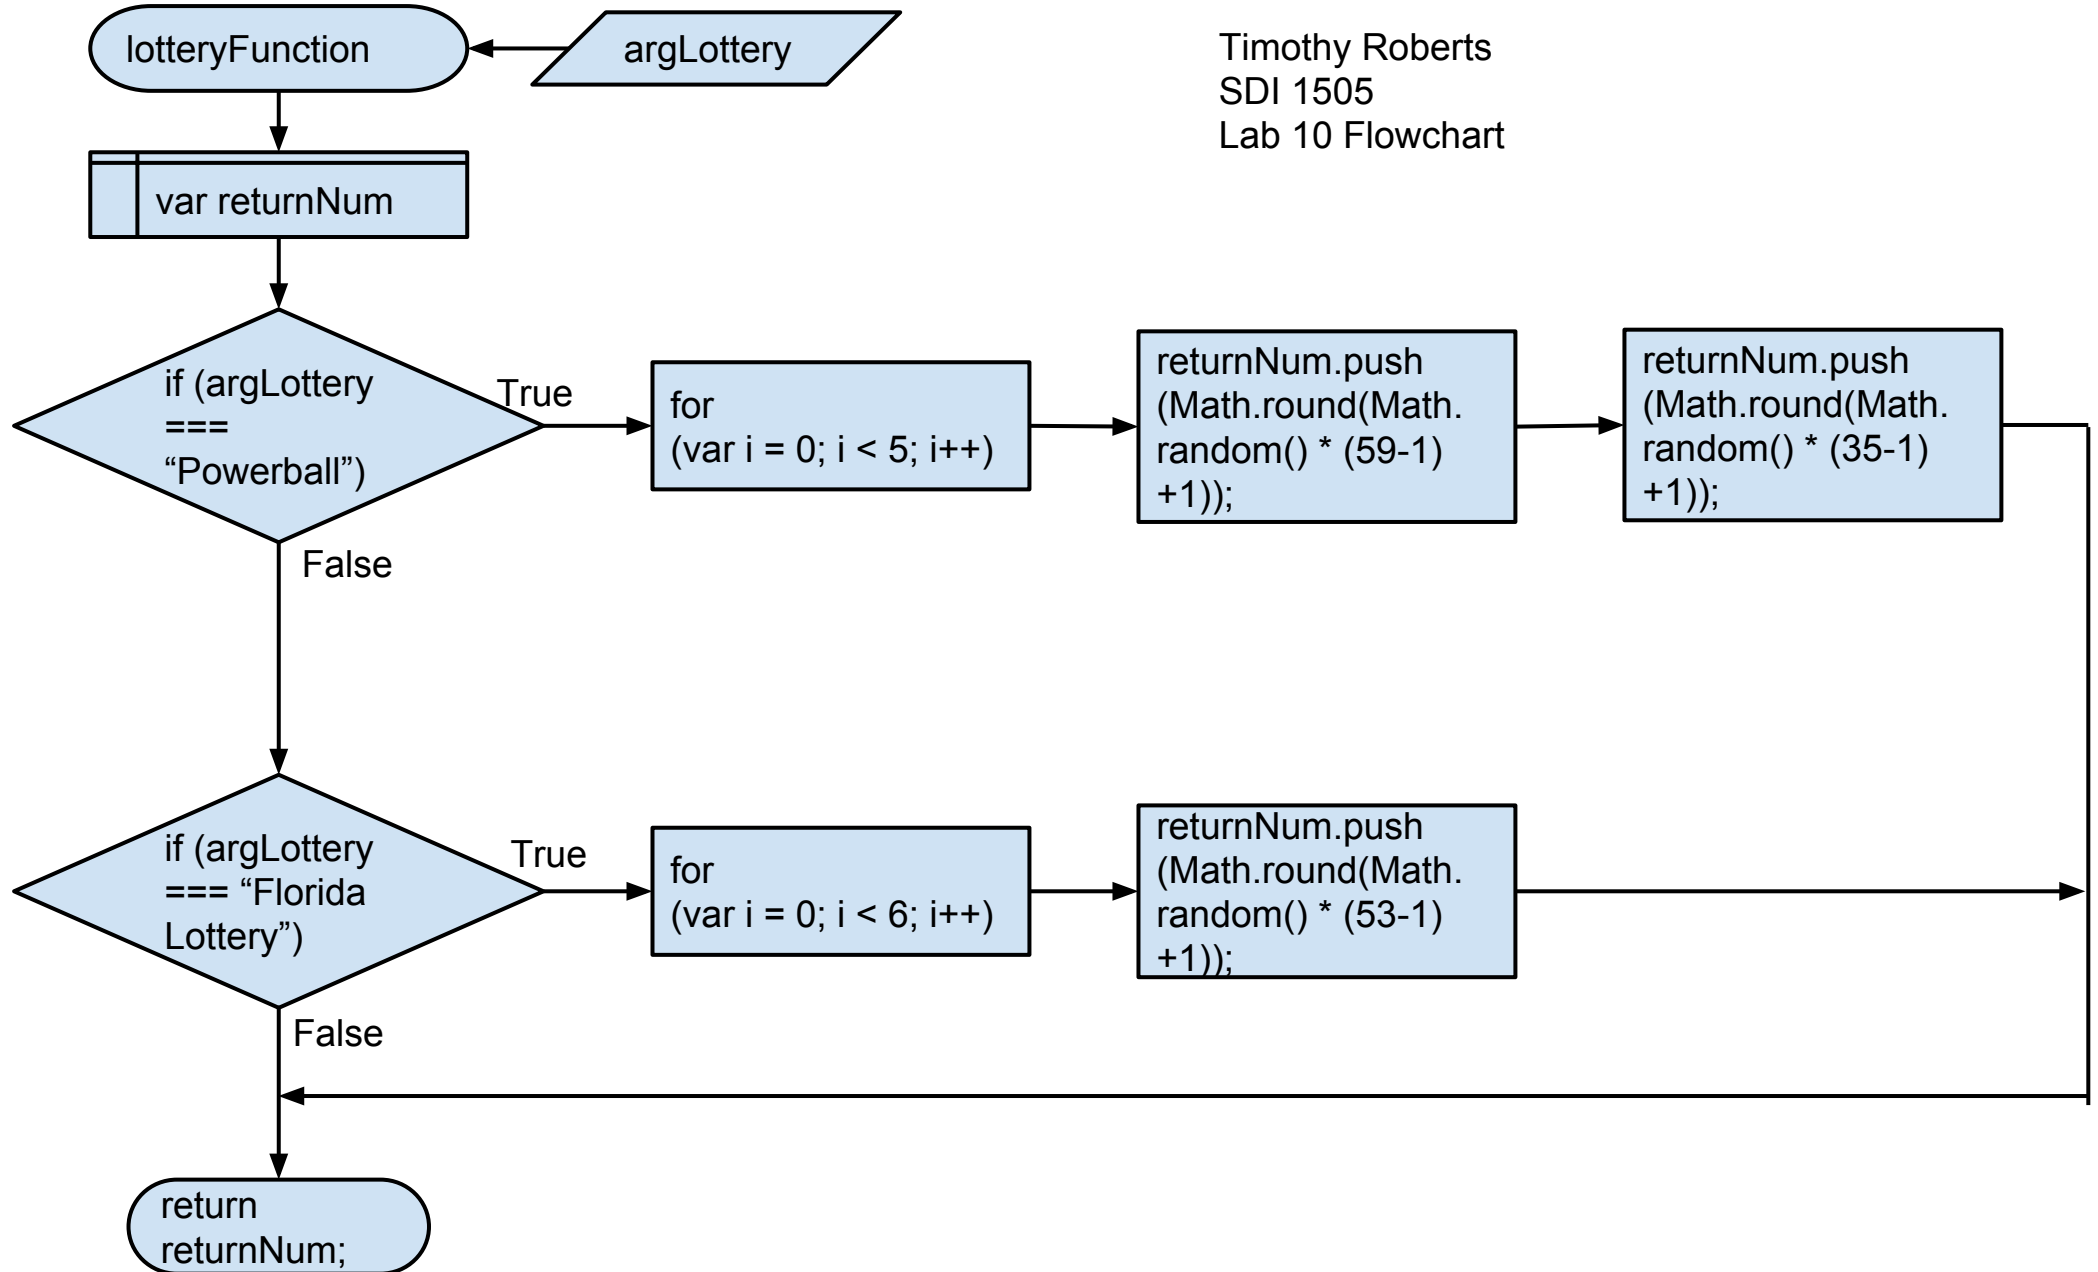 lotteryFunction
argLottery
Timothy Roberts
SDI 1505
Lab 10 Flowchart
var returnNum
if (argLottery
===
“Powerball”)
True
for
(var i = 0; i < 5; i++)
returnNum.push
(Math.round(Math.
random() * (59-1)
+1));
returnNum.push
(Math.round(Math.
random() * (35-1)
+1));
False
if (argLottery
=== “Florida
Lottery”)
True
for
(var i = 0; i < 6; i++)
returnNum.push
(Math.round(Math.
random() * (53-1)
+1));
False
return
returnNum;